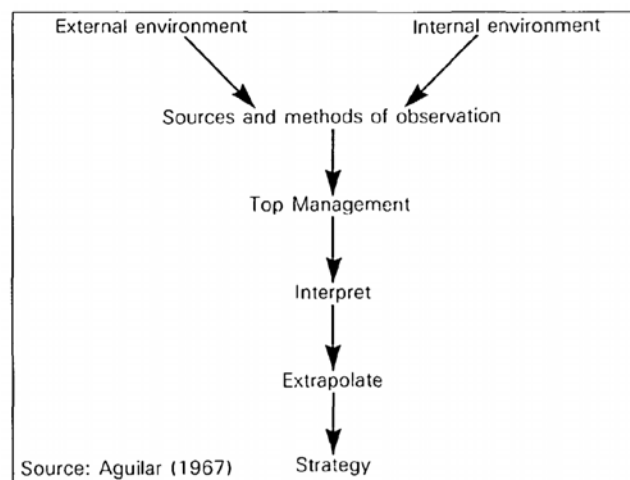 External environment
Internal environment
Sources and methods of observation
Top Management
Interpret
Extrapolate
Strategy
Source: Aguilar (1967)